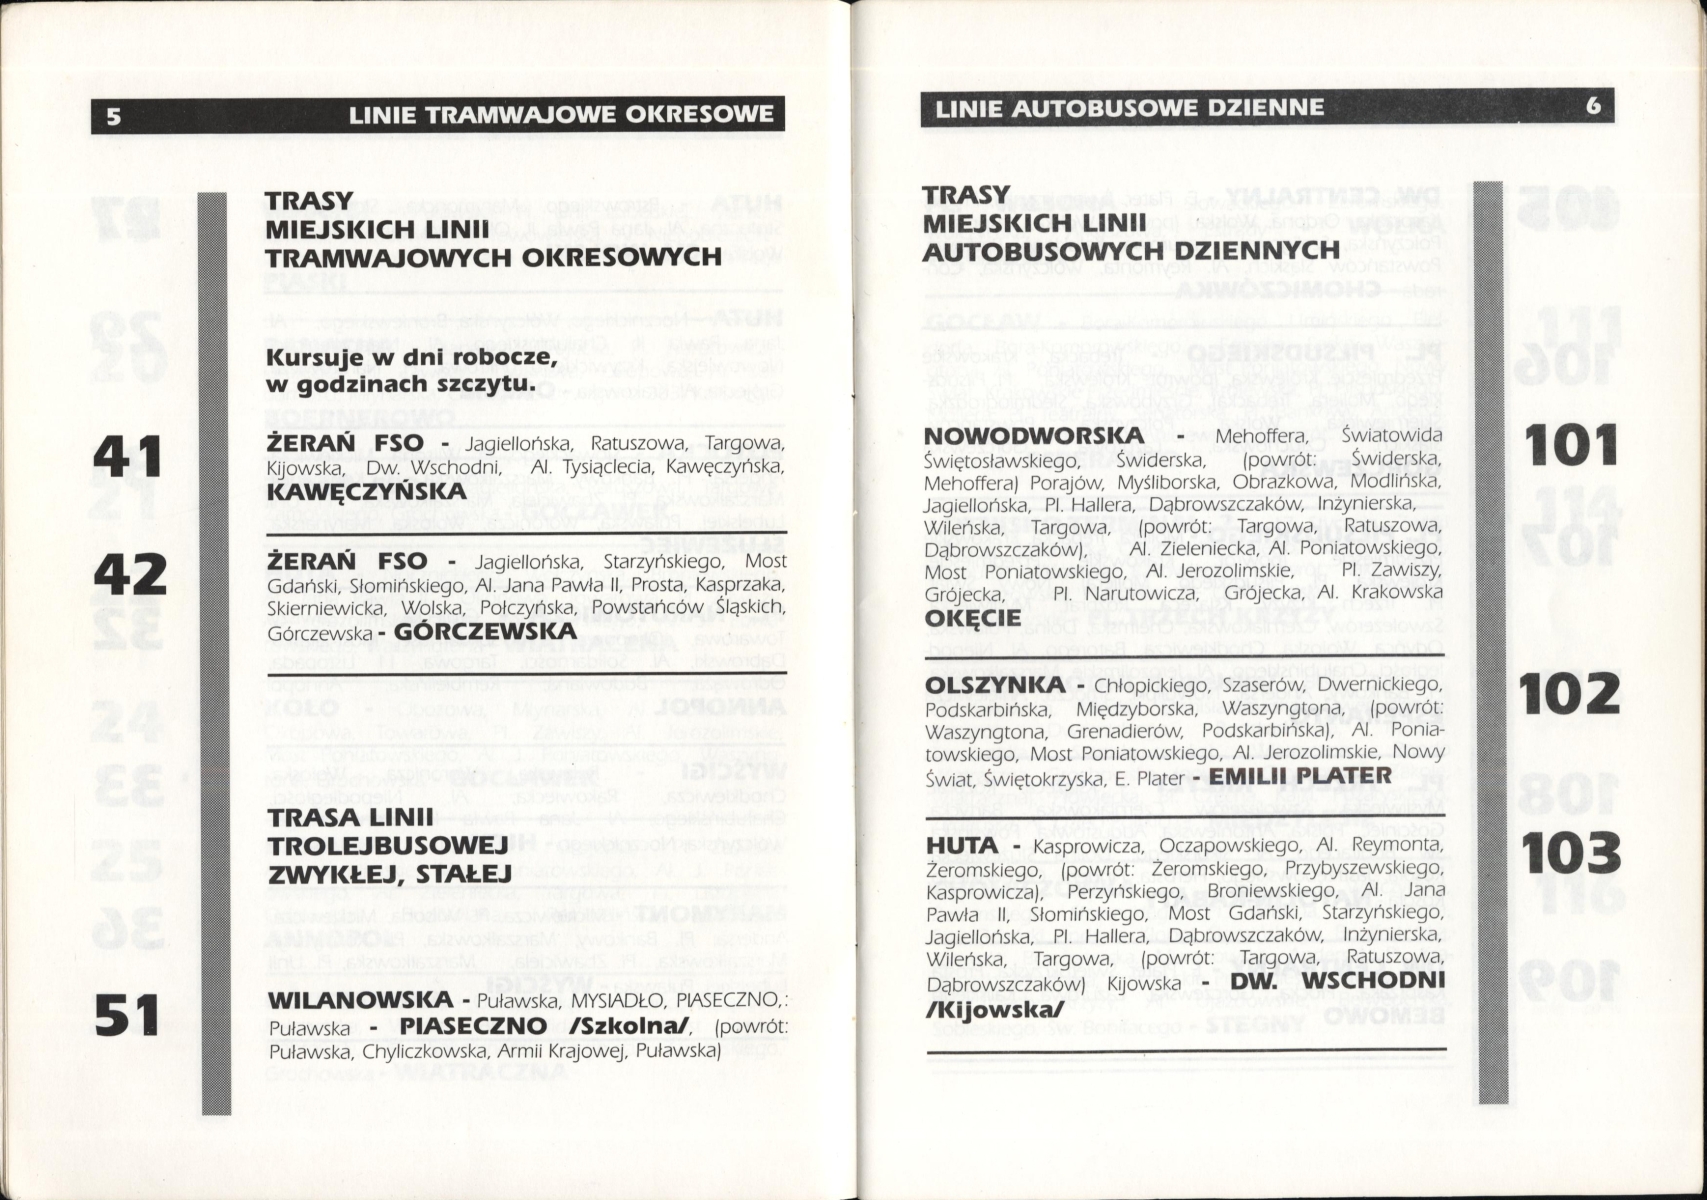 5 LINIE TRAMWAJOWE OKRESOWE
TRASY
MIEJSKICH LINII
TRAMWAJOWYCH OKRESOWYCH
Kursuje w dni robocze,
w godzinach szczytu.
41
ŻERAŃ FSO - Jagiellońska, Ratuszowa, Targowa,
Kijowska, Dw. Wschodni, Al. Tysiąclecia, Kawęczyńska,
KAWĘCZYŃSKA
42
ŻERAŃ FSO - Jagiellońska, Starzyńskiego, Most
Gdański, Słomińskiego, Al. Jana Pawła II, Prosta, Kasprzaka,
Skierniewicka, Wolska, Połczyńska, Powstańców Śląskich,
Górczewska - GÓRCZEWSKA
TRASA LINII
TROLEJBUSOWEJ
ZWYKŁEJ, STAŁEJ
51
WILANOWSKA - Puławska, MYSIADŁO, PIASECZNO,
Puławska - PIASECZNO /Szkolna/, (powrót:
Puławska, Chyliczkowska, Armii Krajowej, Puławska)
LINIE AUTOBUSOWE DZIENNE 6
TRASY
MIEJSKICH LINII
AUTOBUSOWYCH DZIENNYCH
101
NOWODWORSKA - Mehoffera, Światowida
Świętosławskiego, Świderska, (powrót: Świderska,
Mehoffera) Porajów, Myśliborska, Obrazkowa, Modlińska,
Jagiellońska, Pl. Hallera, Dąbrowszczaków, Inżynierska,
Wileńska, Targowa, (powrót: Targowa, Ratuszowa,
Dąbrowszczaków), Al. Zieleniecka, Al. Poniatowskiego,
Most Poniatowskiego, Al. Jerozolimskie, Pl. Zawiszy,
Grójecka, Pl. Narutowicza, Grójecka, Al. Krakowska
OKĘCIE
102
OLSZYNKA - Chłopickiego, Szaserów, Dwernickiego,
Podskarbińska, Międzyborska, Waszyngtona, (powrót:
Waszyngtona, Grenadierów, Podskarbińska), Al. Ponia-
towskiego, Most Poniatowskiego, Al. Jerozolimskie, Nowy
Świat, Świętokrzyska, E. Plater - EMILII PLATER
103
HUTA - Kasprowicza, Oczapowskiego, Al. Reymonta,
Żeromskiego, (powrót: Żeromskiego, Przybyszewskiego,
Kasprowicza), Perzyńskiego, Broniewskiego, Al. Jana
Pawła II, Słomińskiego, Most Gdański, Starzyńskiego,
Jagiellońska, Pl. Hallera, Dąbrowszczaków, Inżynierska,
Wileńska, Targowa, (powrót: Targowa, Ratuszowa,
Dąbrowszczaków) Kijowska - DW. WSCHODNI
/Kijowska/